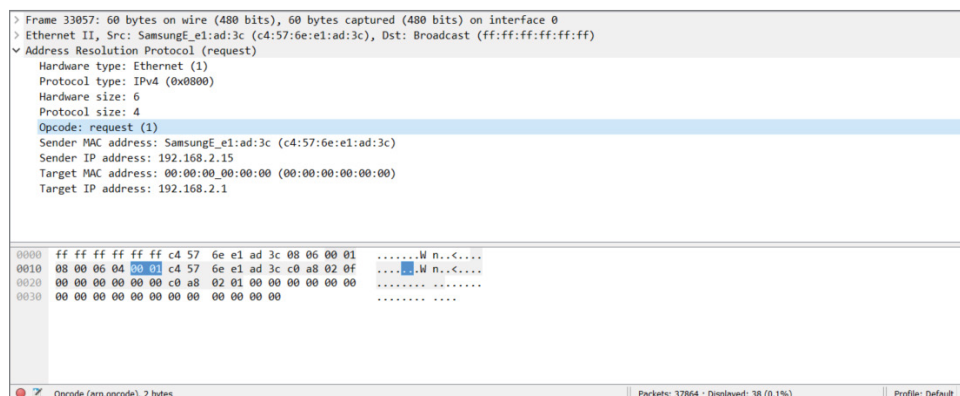 > Frame 33057: 60 bytes on wire (480 bits), 60 bytes captured (480 bits) on interface 0
> Ethernet II, Src: SamsungE_e1:ad:3c (c4:57:6e:e1:ad:3c), Dst: Broadcast (ff:ff:ff:ff:ff:ff)
Address Resolution Protocol (request)
Hardware type: Ethernet (1)
Protocol type: IPv4 (0x0800)
Hardware size: 6
Protocol size: 4
Opcode: request (1)
Sender MAC address: SamsungE_e1:ad:3c (c4:57:6e:e1:ad:3c)
Sender IP address: 192.168.2.15
Target MAC address: 00:00:00_00:00:00 (00:00:00:00:00:00)
Target IP address: 192.168.2.1
0000 ff ff ff ff ff ff c4 57 6e e1 ad 3c 08 06 00 01 .......W n..<....
0010 08 00 06 04 00 01 c4 57 6e e1 ad 3c c0 a8 02 0f .......W n..<....
0020 00 00 00 00 00 00 c0 a8 02 01 00 00 00 00 00 00 ........ ........
0030 00 00 00 00 00 00 00 00 00 00 00 00 ........ ....
Opcode (arp.opcode), 2 bytes Packets: 37864 · Displayed: 38 (0.1%) Profile: Default